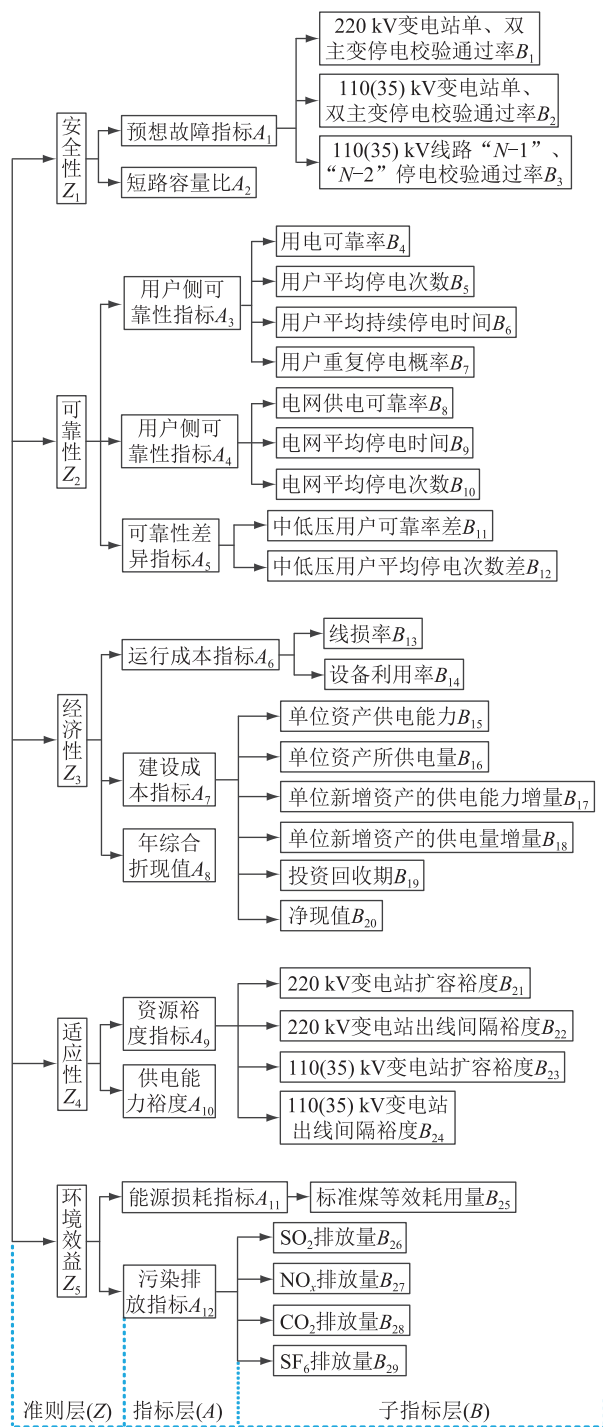 安全性Z₁
预想故障指标A₁
短路容量比A₂
220 kV变电站单、双
主变停电校验通过率B₁
110(35) kV变电站单、
双主变停电校验通过率B₂
110(35) kV线路“N−1”、
“N−2”停电校验通过率B₃
可靠性Z₂
用户侧可
靠性指标A₃
用电可靠率B₄
用户平均停电次数B₅
用户平均持续停电时间B₆
用户重复停电概率B₇
用户侧可
靠性指标A₄
电网供电可靠率B₈
电网平均停电时间B₉
电网平均停电次数B₁₀
可靠性差
异指标A₅
中低压用户可靠率差B₁₁
中低压用户平均停电次数差B₁₂
经济性Z₃
运行成本指标A₆
线损率B₁₃
设备利用率B₁₄
建设成
本指标A₇
单位资产供电能力B₁₅
单位资产所供电量B₁₆
单位新增资产的供电能力增量B₁₇
单位新增资产的供电量增量B₁₈
投资回收期B₁₉
净现值B₂₀
年综合
折现值A₈
适应性Z₄
资源裕
度指标A₉
220 kV变电站扩容裕度B₂₁
220 kV变电站出线间隔裕度B₂₂
110(35) kV变电站扩容裕度B₂₃
110(35) kV变电站
出线间隔裕度B₂₄
供电能
力裕度A₁₀
环境效益Z₅
能源损耗指标A₁₁
标准煤等效耗用量B₂₅
污染排
放指标A₁₂
SO₂排放量B₂₆
NOₓ排放量B₂₇
CO₂排放量B₂₈
SF₆排放量B₂₉
准则层(Z)
指标层(A)
子指标层(B)